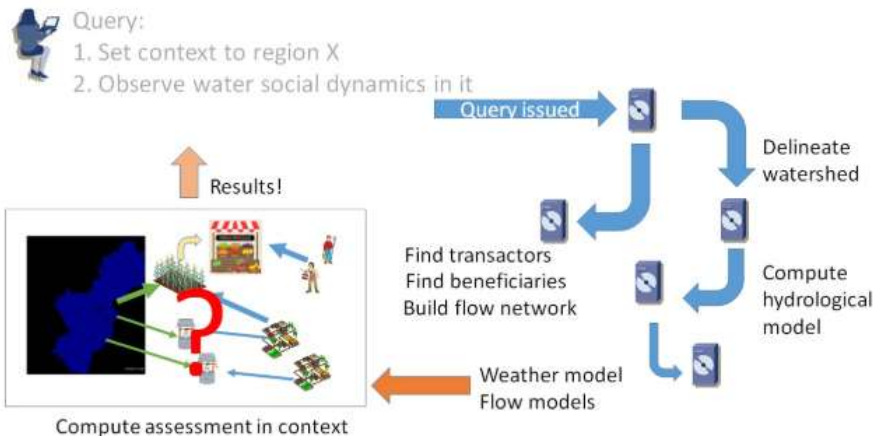 Query:
1. Set context to region X
2. Observe water social dynamics in it
Query issued
Delineate
watershed
Results!
Find transactors
Find beneficiaries
Build flow network
Compute
hydrological
model
Weather model
Flow models
Compute assessment in context
?